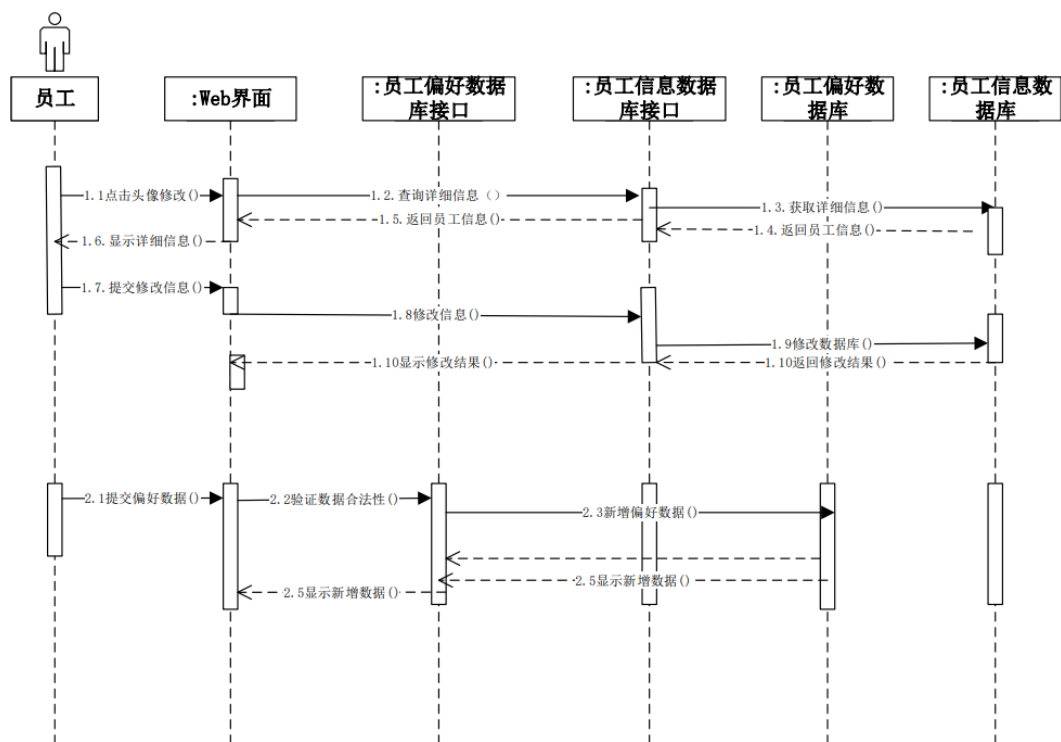 员工
:Web界面
:员工偏好数据
库接口
:员工信息数据
库接口
:员工偏好数
据库
:员工信息数
据库
1.1点击头像修改()
1.2.查询详细信息（）
1.3.获取详细信息()
1.5.返回员工信息()
1.4.返回员工信息()
1.6.显示详细信息()
1.7.提交修改信息()
1.8修改信息()
1.9修改数据库()
1.10显示修改结果()
1.10返回修改结果()
2.1提交偏好数据()
2.2验证数据合法性()
2.3新增偏好数据()
2.5显示新增数据()
2.5显示新增数据()